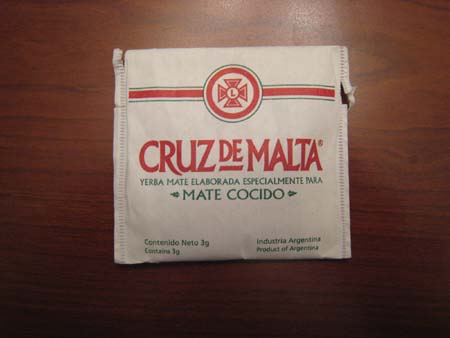 L
CRUZ DE MALTA®
YERBA MATE ELABORADA ESPECIALMENTE PARA
MATE COCIDO
Contenido Neto 3g
Contains 3g
Industria Argentina
Product of Argentina